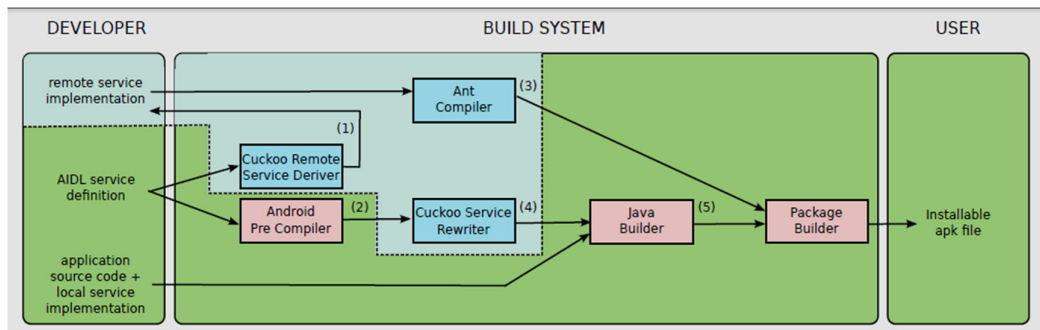 DEVELOPER
BUILD SYSTEM
USER
remote service
implementation
Ant
Compiler
(3)
(1)
Cuckoo Remote
Service Deriver
AIDL service
definition
Android
Pre Compiler
(2)
Cuckoo Service
Rewriter
(4)
Java
Builder
(5)
Package
Builder
Installable
apk file
application
source code +
local service
implementation